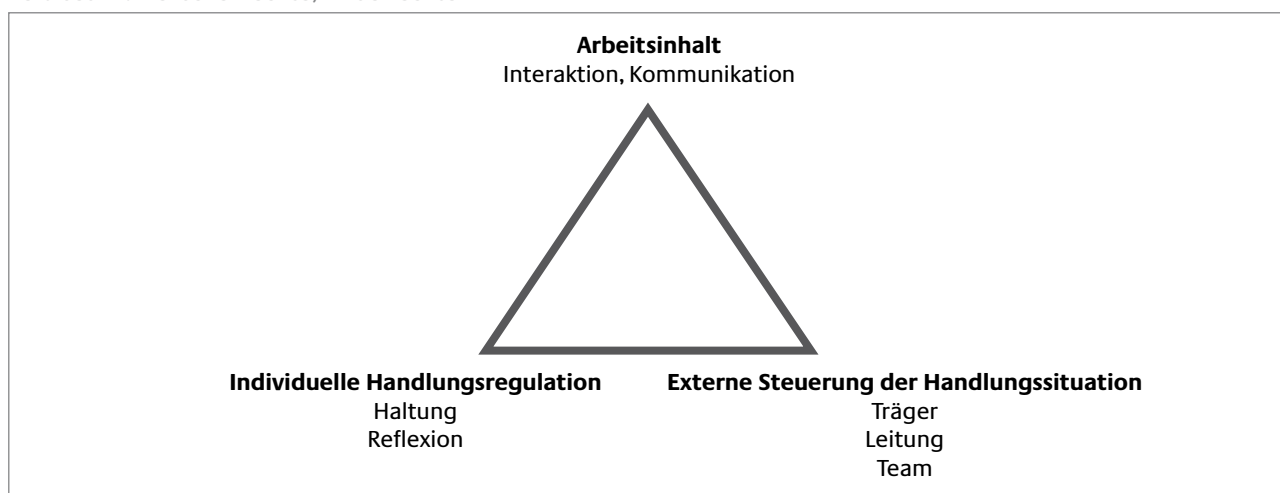 Arbeitsinhalt
Interaktion, Kommunikation
Individuelle Handlungsregulation
Haltung
Reflexion
Externe Steuerung der Handlungssituation
Träger
Leitung
Team